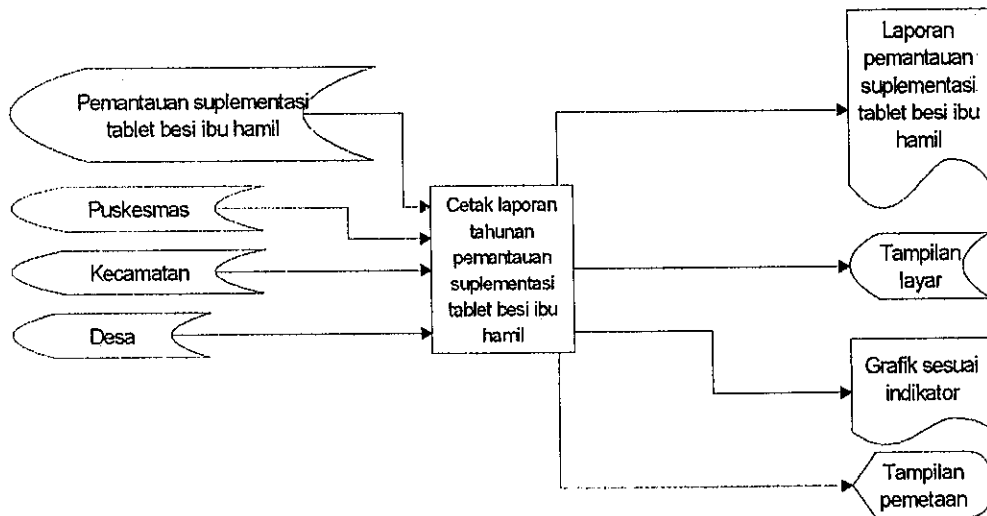 Pemantauan suplementasi
tablet besi ibu hamil
Puskesmas
Kecamatan
Desa
Cetak laporan
tahunan
pemantauan
suplementasi
tablet besi ibu
hamil
Laporan
pemantauan
suplementasi
tablet besi ibu
hamil
Tampilan
layar
Grafik sesuai
indikator
Tampilan
pemetaan